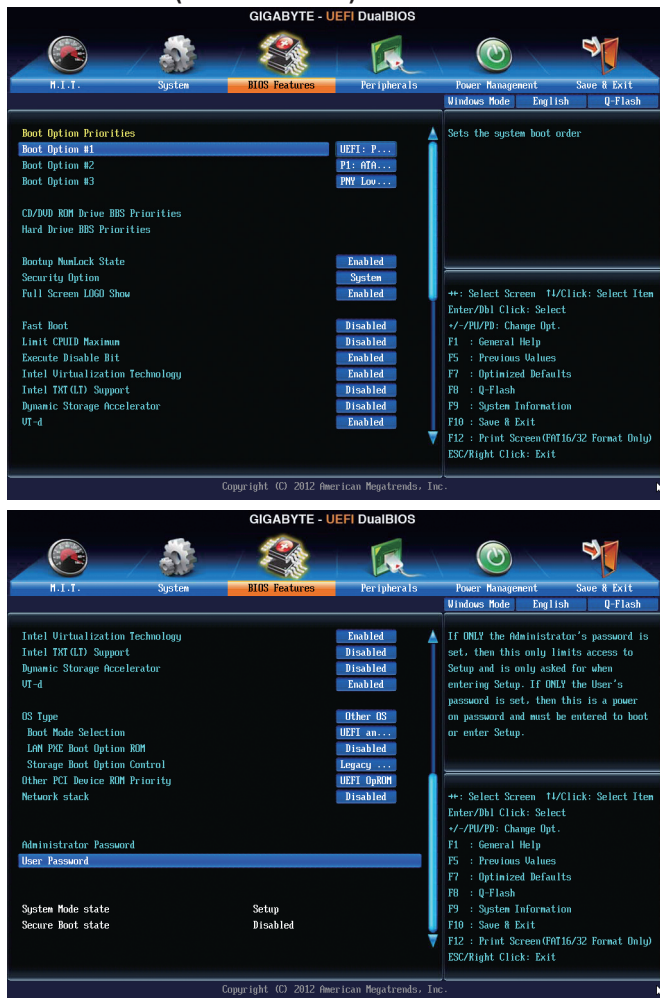 GIGABYTE - UEFI DualBIOS
M.I.T. System BIOS Features Peripherals Power Management Save & Exit
Windows Mode English Q-Flash
Boot Option Priorities
Boot Option #1 UEFI: P...
Boot Option #2 P1: ATA...
Boot Option #3 PNY Lov...
CD/DVD ROM Drive BBS Priorities
Hard Drive BBS Priorities
Bootup NumLock State Enabled
Security Option System
Full Screen LOGO Show Enabled
Fast Boot Disabled
Limit CPUID Maximum Disabled
Execute Disable Bit Enabled
Intel Virtualization Technology Enabled
Intel TXT(LT) Support Disabled
Dynamic Storage Accelerator Disabled
VT-d Enabled
Sets the system boot order
↔: Select Screen ↑↓/Click: Select Item
Enter/Dbl Click: Select
+/-/PU/PD: Change Opt.
F1 : General Help
F5 : Previous Values
F7 : Optimized Defaults
F8 : Q-Flash
F9 : System Information
F10 : Save & Exit
F12 : Print Screen(FAT16/32 Format Only)
ESC/Right Click: Exit
Copyright (C) 2012 American Megatrends, Inc.
GIGABYTE - UEFI DualBIOS
M.I.T. System BIOS Features Peripherals Power Management Save & Exit
Windows Mode English Q-Flash
Intel Virtualization Technology Enabled
Intel TXT(LT) Support Disabled
Dynamic Storage Accelerator Disabled
VT-d Enabled
OS Type Other OS
Boot Mode Selection UEFI an...
LAN PXE Boot Option ROM Disabled
Storage Boot Option Control Legacy ...
Other PCI Device ROM Priority UEFI OpROM
Network stack Disabled
Administrator Password
User Password
System Mode state Setup
Secure Boot state Disabled
If ONLY the Administrator's password is
set, then this only limits access to
Setup and is only asked for when
entering Setup. If ONLY the User's
password is set, then this is a power
on password and must be entered to boot
or enter Setup.
↔: Select Screen ↑↓/Click: Select Item
Enter/Dbl Click: Select
+/-/PU/PD: Change Opt.
F1 : General Help
F5 : Previous Values
F7 : Optimized Defaults
F8 : Q-Flash
F9 : System Information
F10 : Save & Exit
F12 : Print Screen(FAT16/32 Format Only)
ESC/Right Click: Exit
Copyright (C) 2012 American Megatrends, Inc.